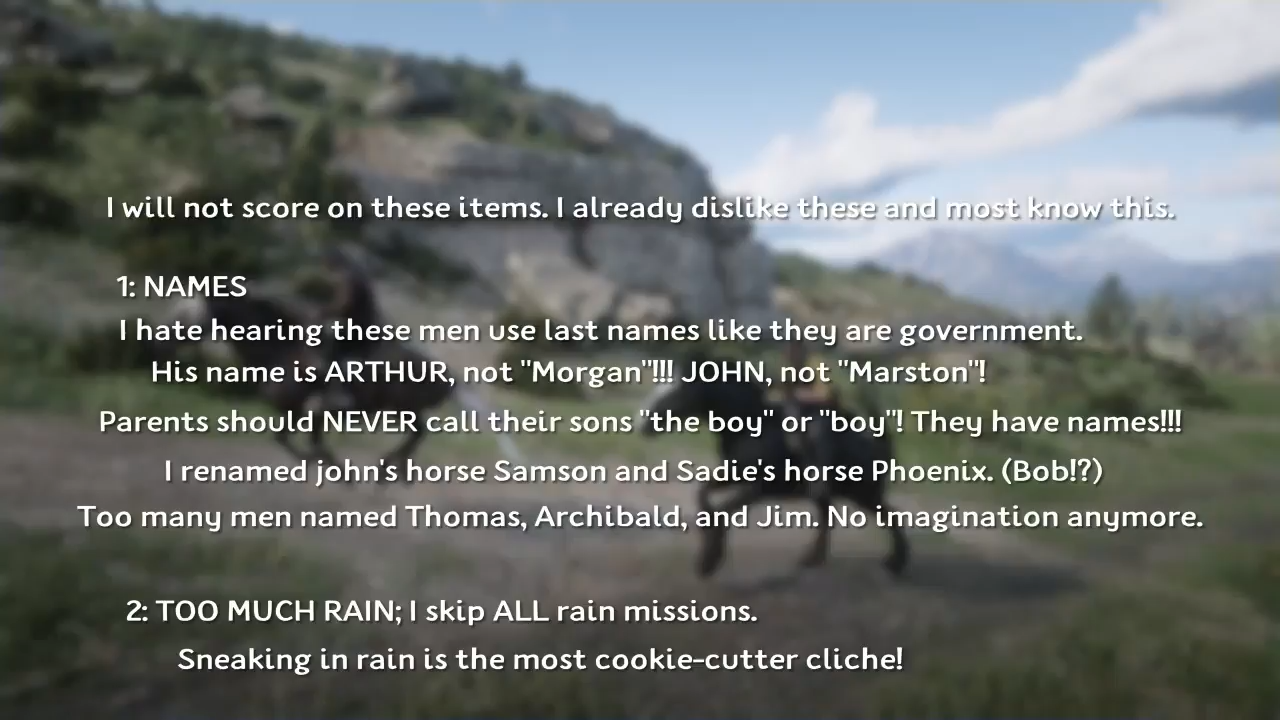 I will not score on these items. I already dislike these and most know this.
1: NAMES
I hate hearing these men use last names like they are government.
His name is ARTHUR, not "Morgan"!!! JOHN, not "Marston"!
Parents should NEVER call their sons "the boy" or "boy"! They have names!!!
I renamed john's horse Samson and Sadie's horse Phoenix. (Bob!?)
Too many men named Thomas, Archibald, and Jim. No imagination anymore.
2: TOO MUCH RAIN; I skip ALL rain missions.
Sneaking in rain is the most cookie-cutter cliche!